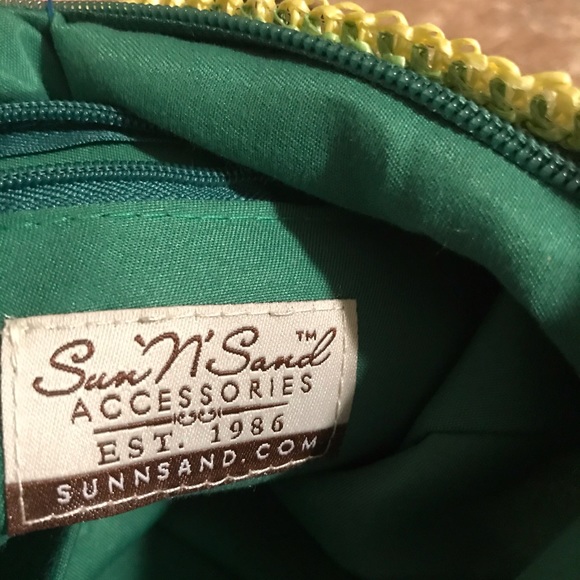 Sun'N'Sand™
ACCESSORIES
EST. 1986
SUNNSAND.COM